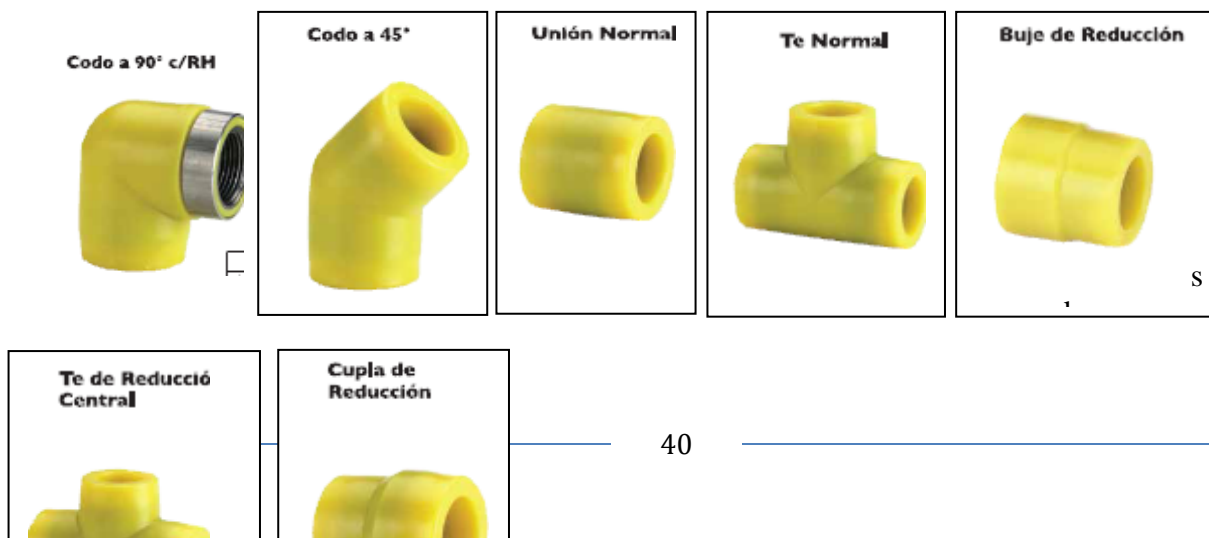 Codo a 90° c/RH
Codo a 45°
Unión Normal
Te Normal
Buje de Reducción
s
Te de Reducció
Central
Cupla de
Reducción
40